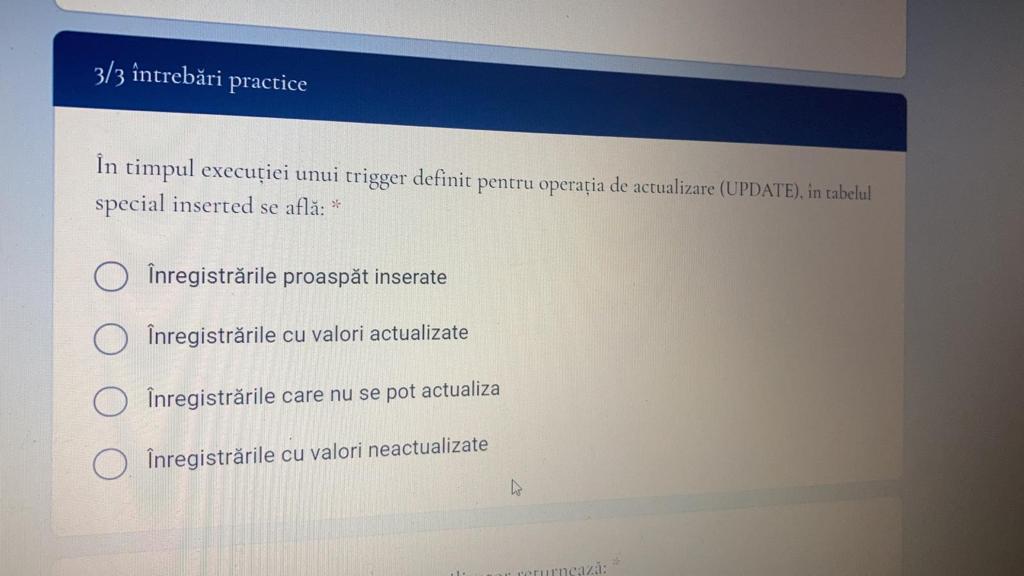 3/3 întrebări practice
În timpul execuției unui trigger definit pentru operația de actualizare (UPDATE), în tabelul
special inserted se află: *
Înregistrările proaspăt inserate
Înregistrările cu valori actualizate
Înregistrările care nu se pot actualiza
Înregistrările cu valori neactualizate
returnează: *